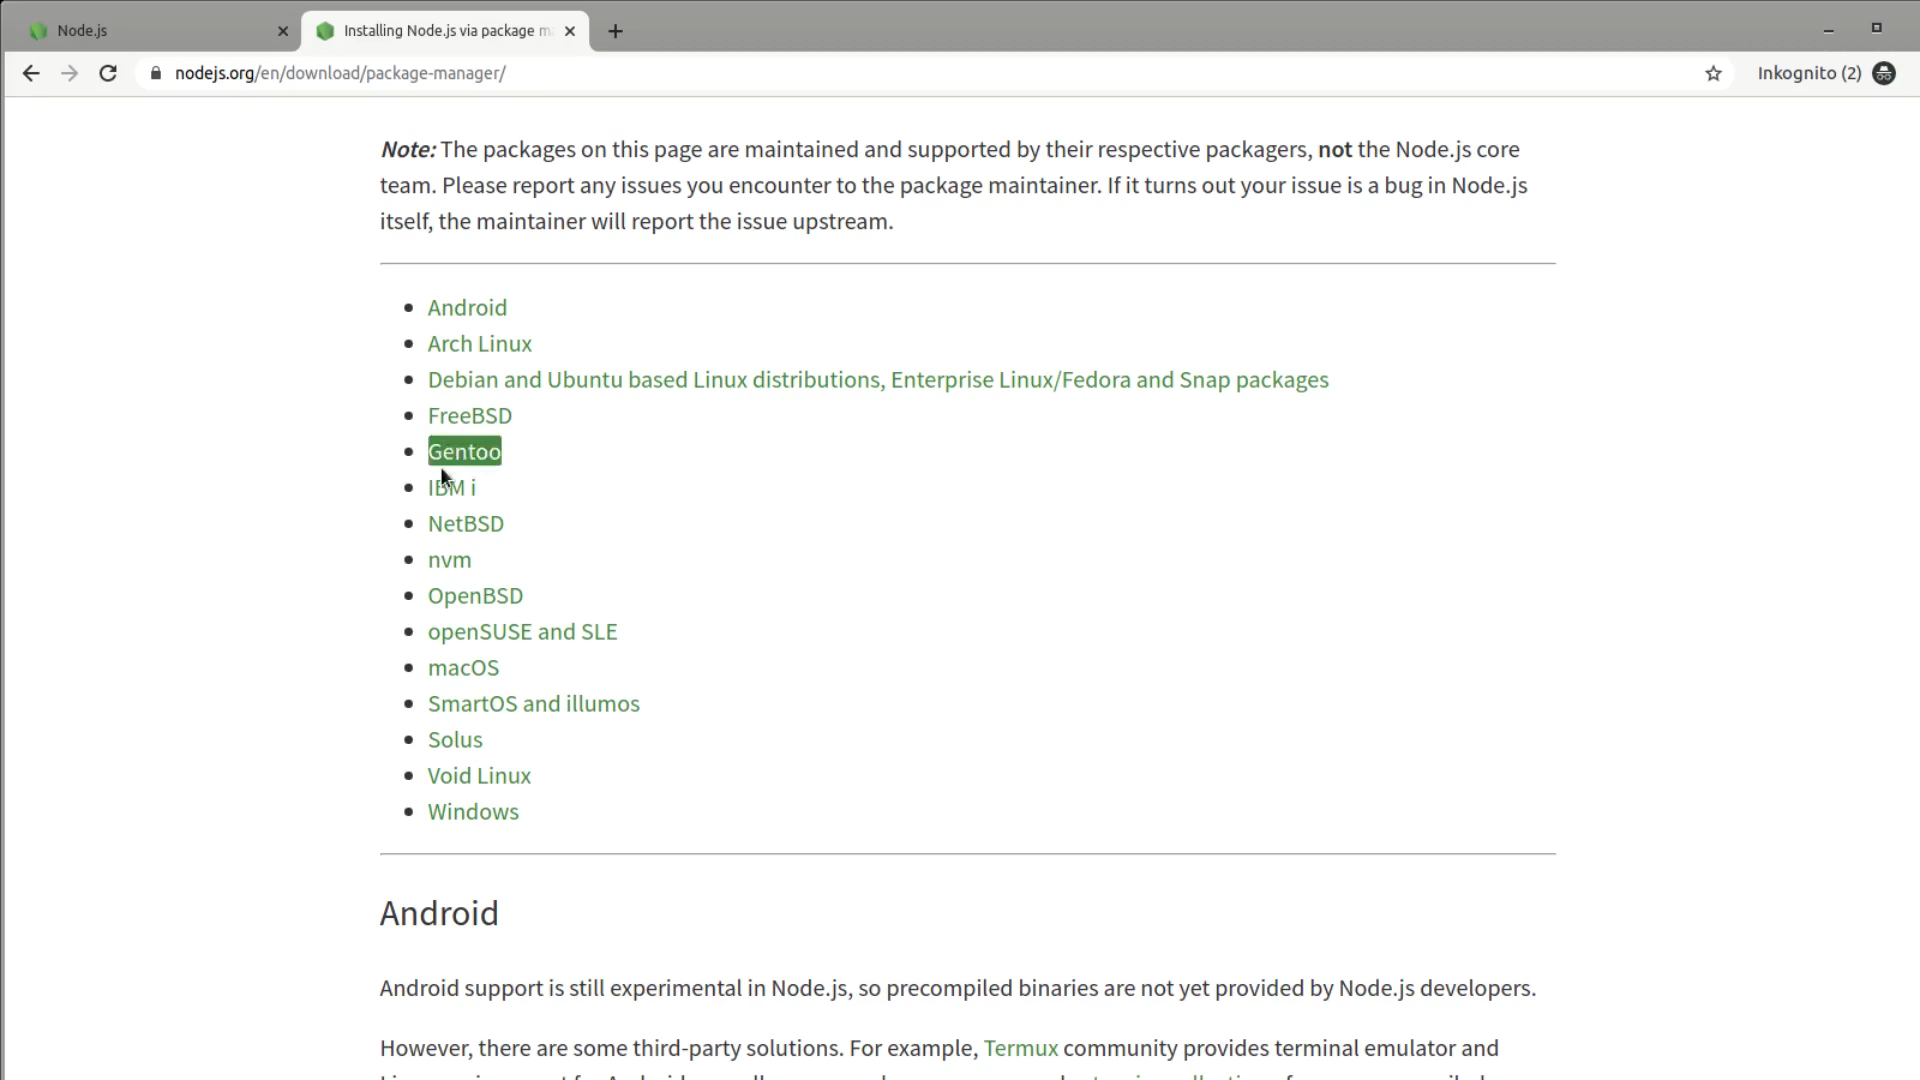 Node.js
Installing Node.js via package m
nodejs.org/en/download/package-manager/
Inkognito (2)
Note: The packages on this page are maintained and supported by their respective packagers, not the Node.js core
team. Please report any issues you encounter to the package maintainer. If it turns out your issue is a bug in Node.js
itself, the maintainer will report the issue upstream.
Android
Arch Linux
Debian and Ubuntu based Linux distributions, Enterprise Linux/Fedora and Snap packages
FreeBSD
Gentoo
IBM i
NetBSD
nvm
OpenBSD
openSUSE and SLE
macOS
SmartOS and illumos
Solus
Void Linux
Windows
Android
Android support is still experimental in Node.js, so precompiled binaries are not yet provided by Node.js developers.
However, there are some third-party solutions. For example, Termux community provides terminal emulator and